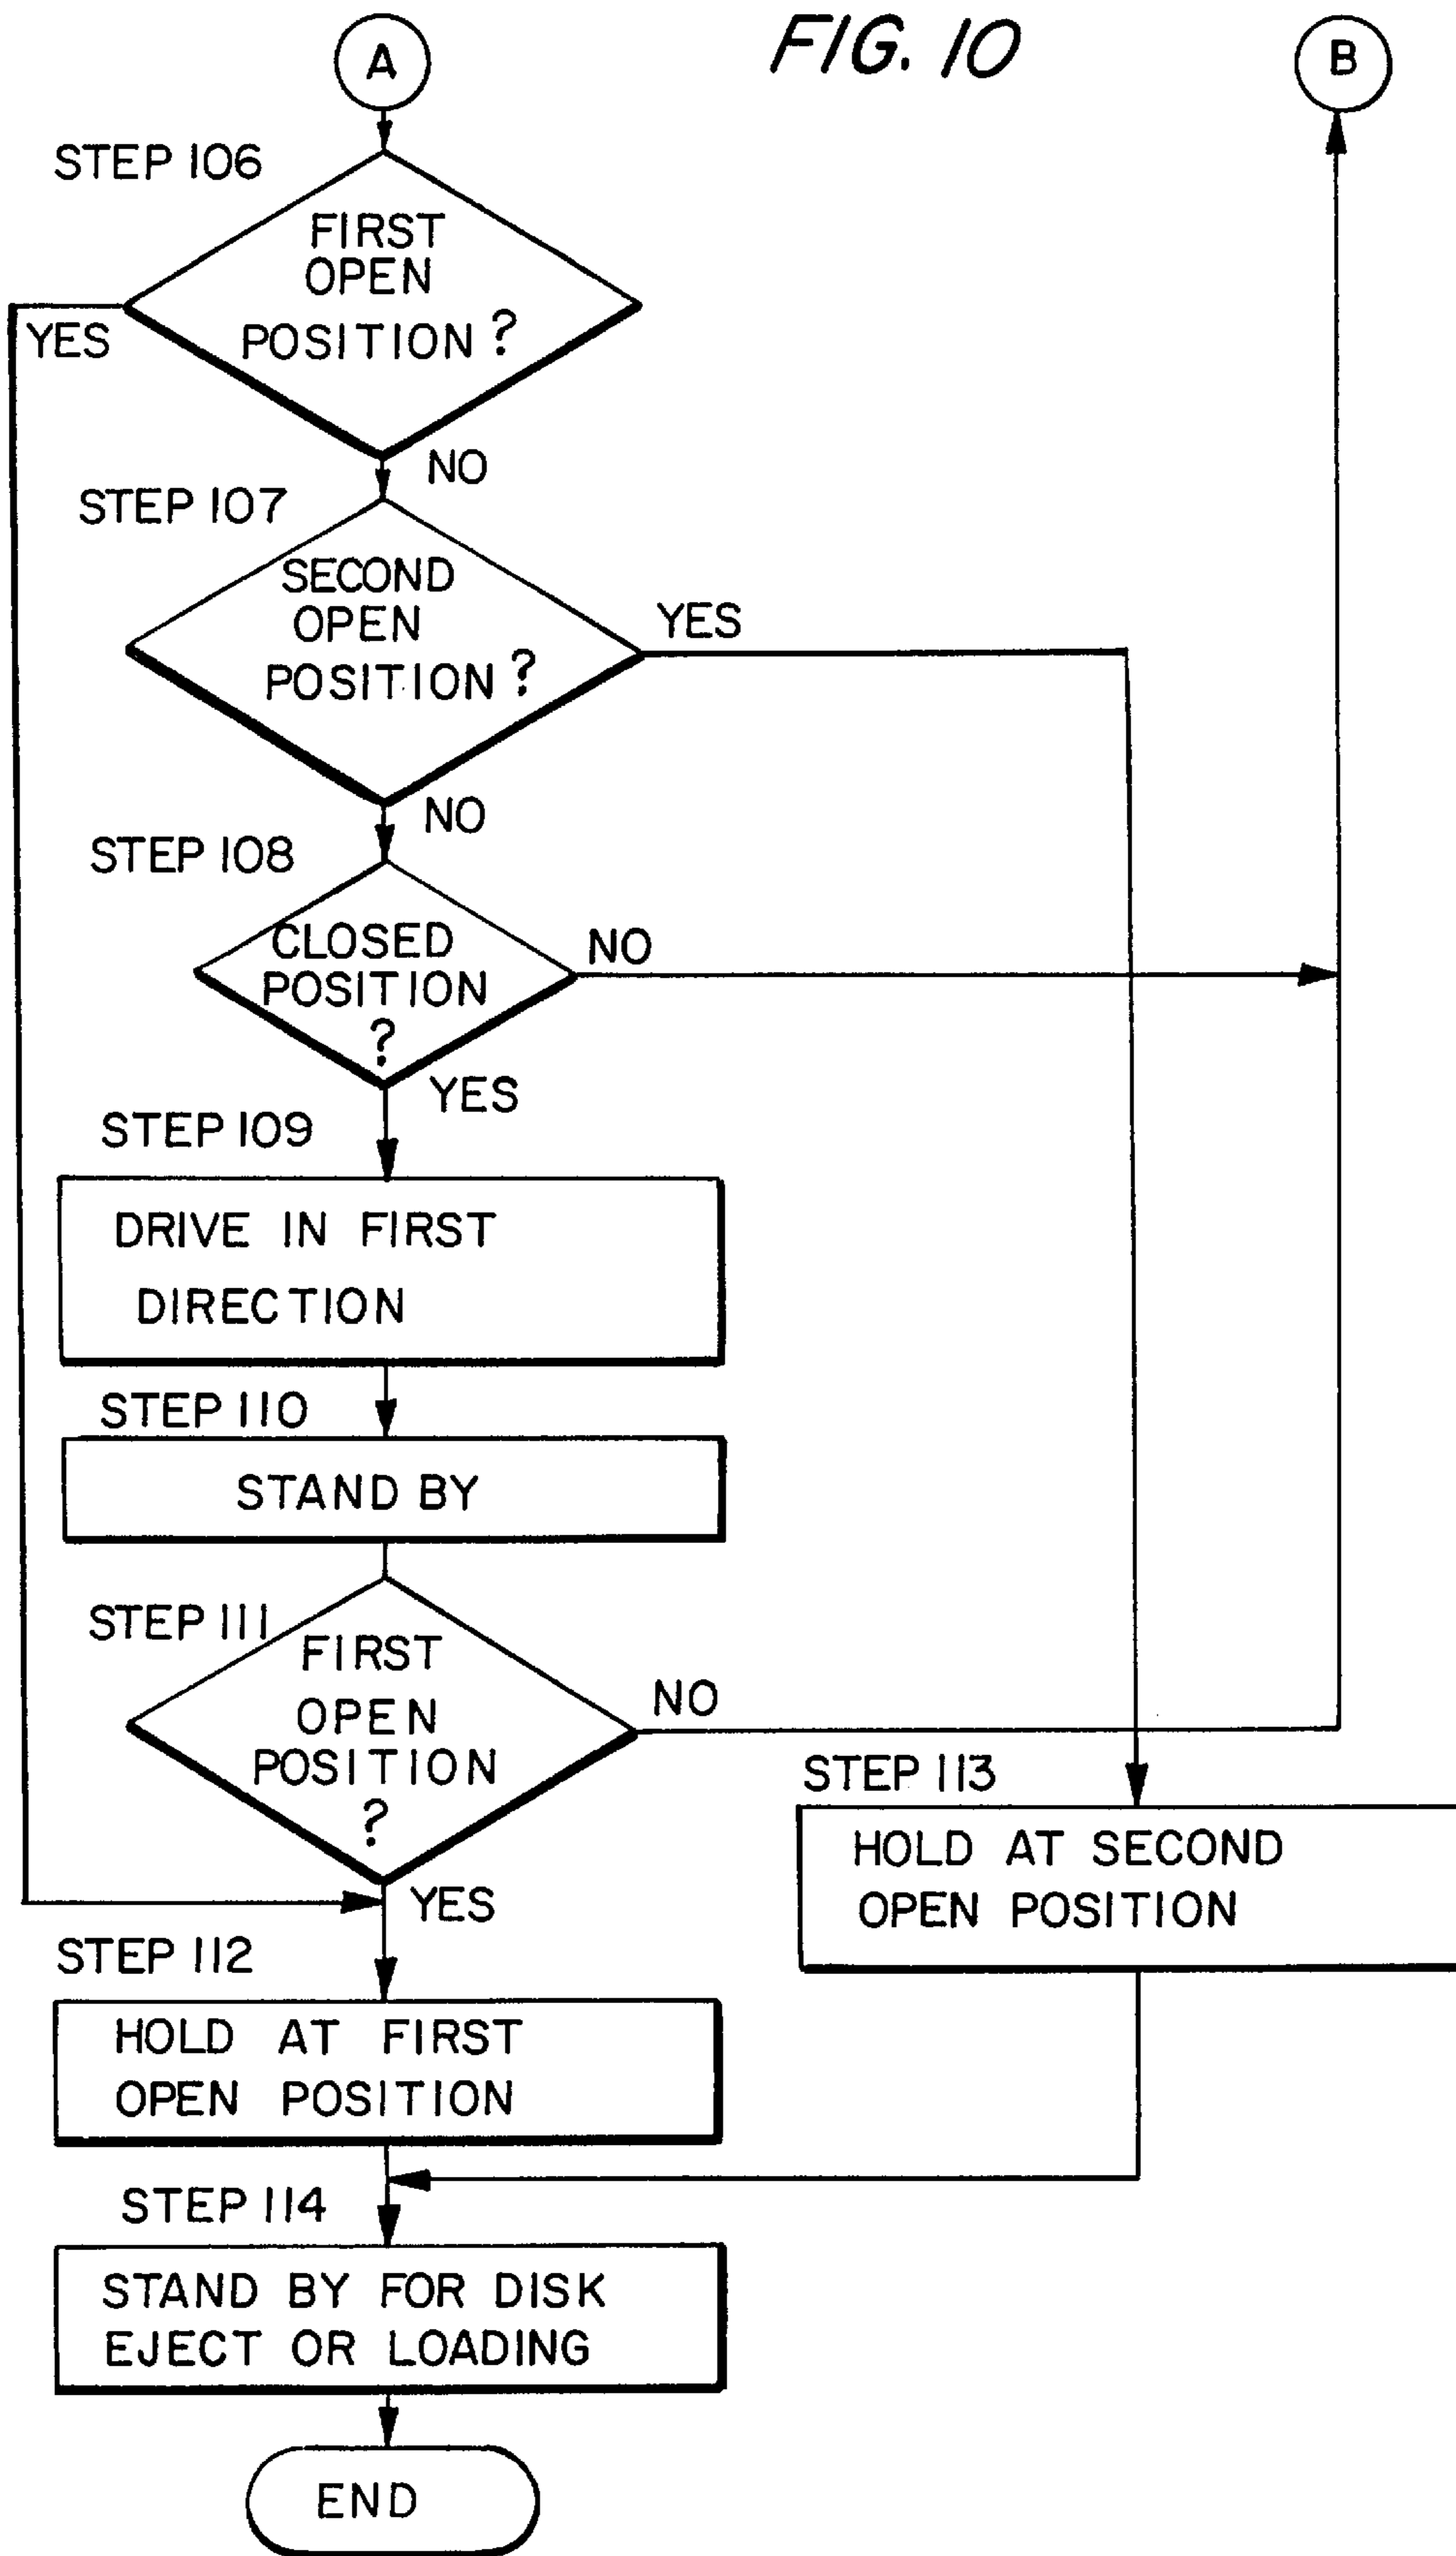 FIG. 10
A
B
STEP 106
FIRST
OPEN
POSITION ?
YES
NO
STEP 107
SECOND
OPEN
POSITION ?
YES
NO
STEP 108
CLOSED
POSITION
?
NO
YES
STEP 109
DRIVE IN FIRST
DIRECTION
STEP 110
STAND BY
STEP 111
FIRST
OPEN
POSITION
?
NO
YES
STEP 113
HOLD AT SECOND
OPEN POSITION
STEP 112
HOLD AT FIRST
OPEN POSITION
STEP 114
STAND BY FOR DISK
EJECT OR LOADING
END